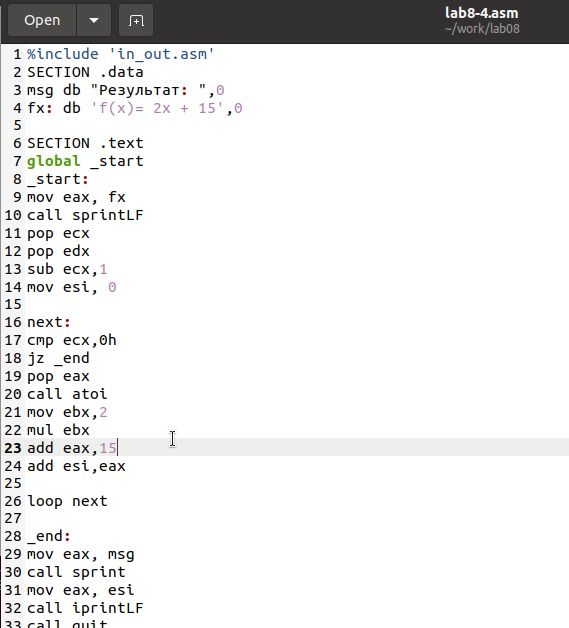 Open
lab8-4.asm
~/work/lab08
1 %include 'in_out.asm'
2 SECTION .data
3 msg db "Результат: ",0
4 fx: db 'f(x)= 2x + 15',0
5
6 SECTION .text
7 global _start
8 _start:
9 mov eax, fx
10 call sprintLF
11 pop ecx
12 pop edx
13 sub ecx,1
14 mov esi, 0
15
16 next:
17 cmp ecx,0h
18 jz _end
19 pop eax
20 call atoi
21 mov ebx,2
22 mul ebx
23 add eax,15
24 add esi,eax
25
26 loop next
27
28 _end:
29 mov eax, msg
30 call sprint
31 mov eax, esi
32 call iprintLF
33 call quit